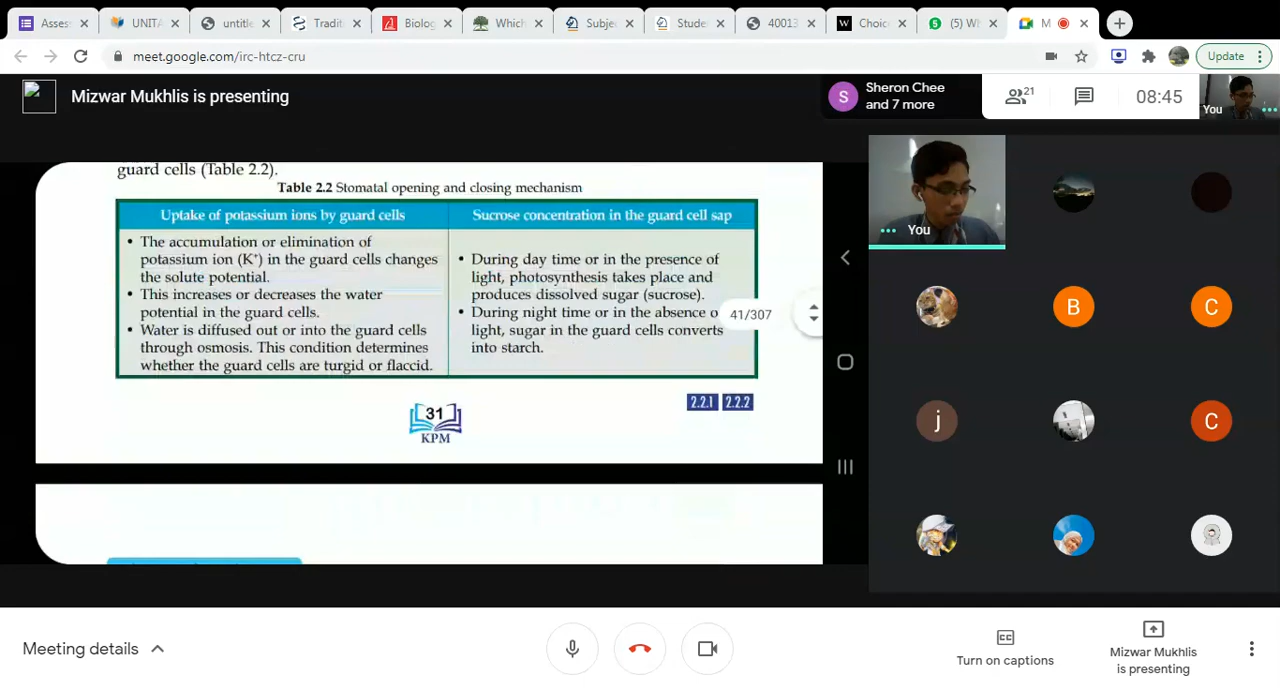 Assess
UNITA
untitle
Tradit
Biolog
Which
Subje
Stude
40013
W
Choic
5
(5) Wh
M
meet.google.com/irc-htcz-cru
Update
Mizwar Mukhlis is presenting
S
Sheron Chee
and 7 more
21
08:45
You
guard cells (Table 2.2).
Table 2.2 Stomatal opening and closing mechanism
Uptake of potassium ions by guard cells
• The accumulation or elimination of
potassium ion (K⁺) in the guard cells changes
the solute potential.
• This increases or decreases the water
potential in the guard cells.
• Water is diffused out or into the guard cells
through osmosis. This condition determines
whether the guard cells are turgid or flaccid.
Sucrose concentration in the guard cell sap
• During day time or in the presence of
light, photosynthesis takes place and
produces dissolved sugar (sucrose).
• During night time or in the absence o
light, sugar in the guard cells converts
into starch.
41/307
31
KPM
2.2.1 2.2.2
You
B
C
j
C
Meeting details
CC
Turn on captions
Mizwar Mukhlis
is presenting